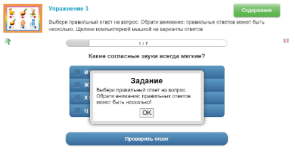 Упражнение 3
Содержание
Выбери правильный ответ на вопрос. Обрати внимание: правильных ответов может быть
несколько. Щелкни компьютерной мышкой на варианты ответов
Какие согласные звуки всегда мягкие?
Задание
Выбери правильный ответ на вопрос.
Обрати внимание: правильных ответов
может быть несколько!
OK
Проверить ответ